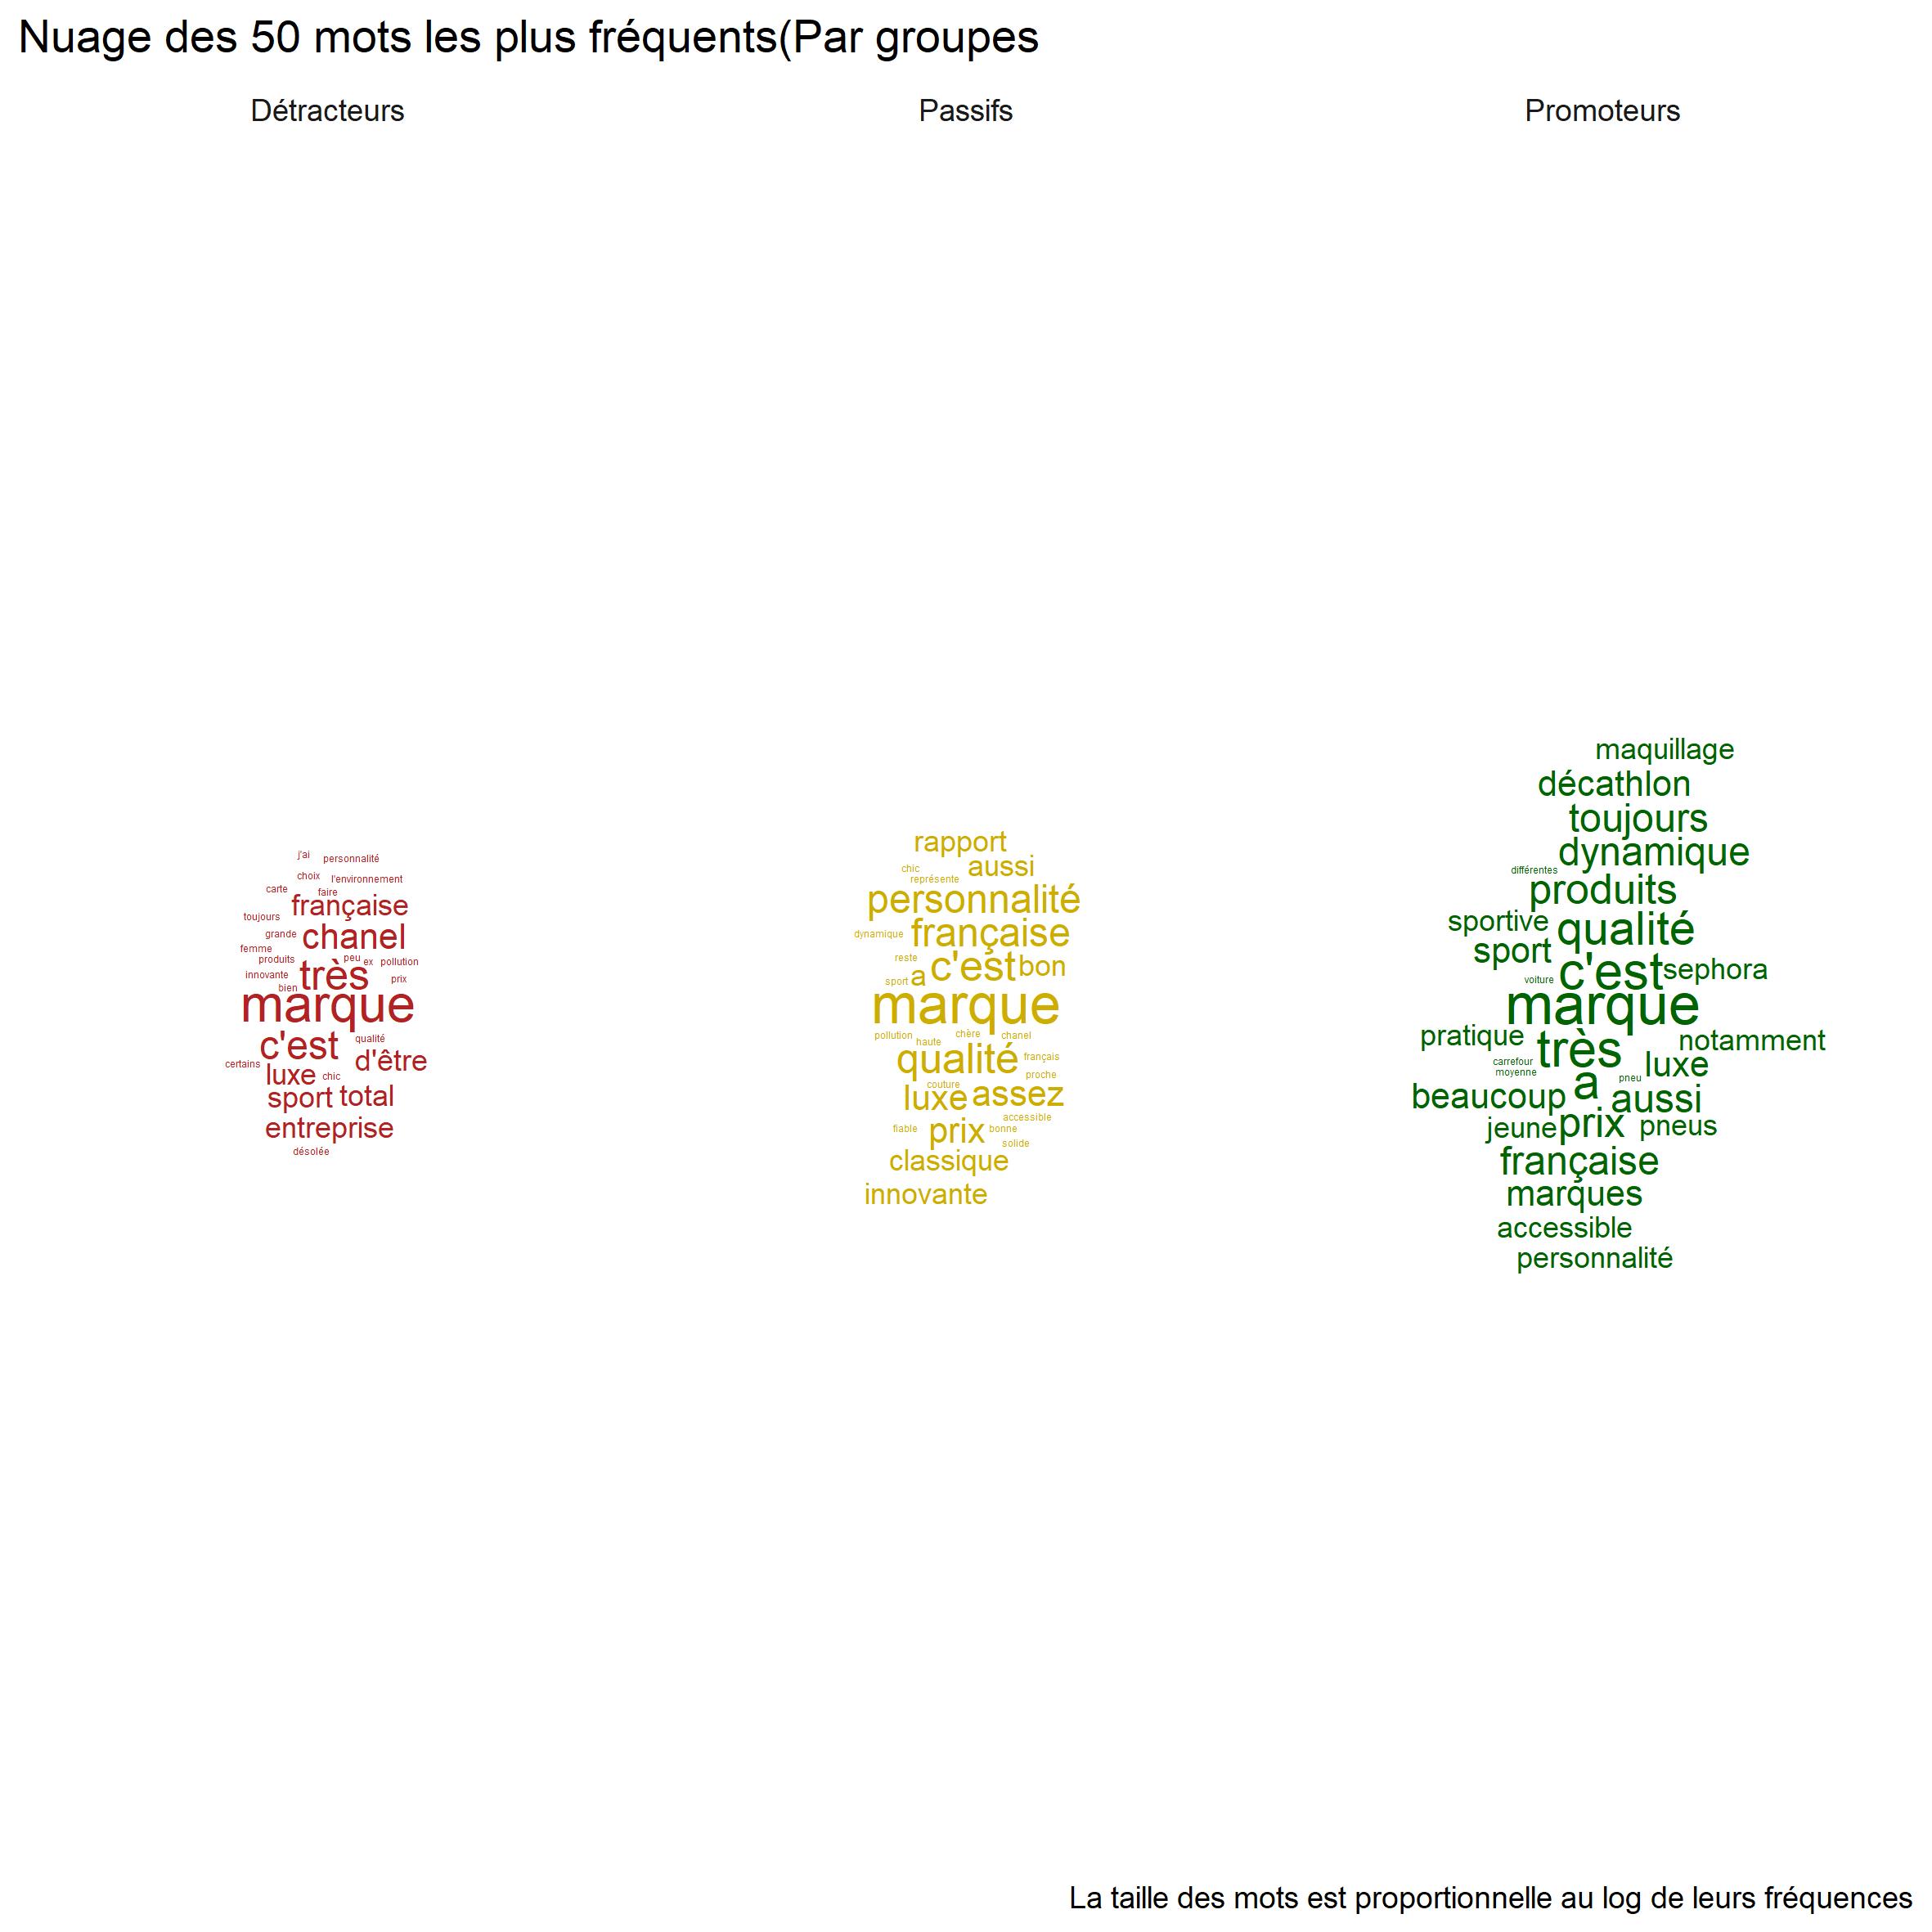 Nuage des 50 mots les plus fréquents(Par groupes
Détracteurs
j'ai
personnalité
choix
l'environnement
carte
faire
française
toujours
grande
chanel
femme
produits
peu
ex
pollution
innovante
très
prix
bien
marque
c'est
qualité
certains
d'être
luxe
chic
sport
total
entreprise
désolée
Passifs
rapport
chic
aussi
représente
personnalité
dynamique
française
reste
c'est
bon
sport
a
marque
pollution
haute
chère
chanel
qualité
français
proche
couture
luxe
assez
accessible
fiable
prix
bonne
solide
classique
innovante
Promoteurs
maquillage
décathlon
toujours
dynamique
différentes
produits
sportive
qualité
sport
c'est
sephora
voiture
marque
pratique
très
notamment
carrefour
moyenne
luxe
pneu
beaucoup
a
aussi
jeune
prix
pneus
française
marques
accessible
personnalité
La taille des mots est proportionnelle au log de leurs fréquences